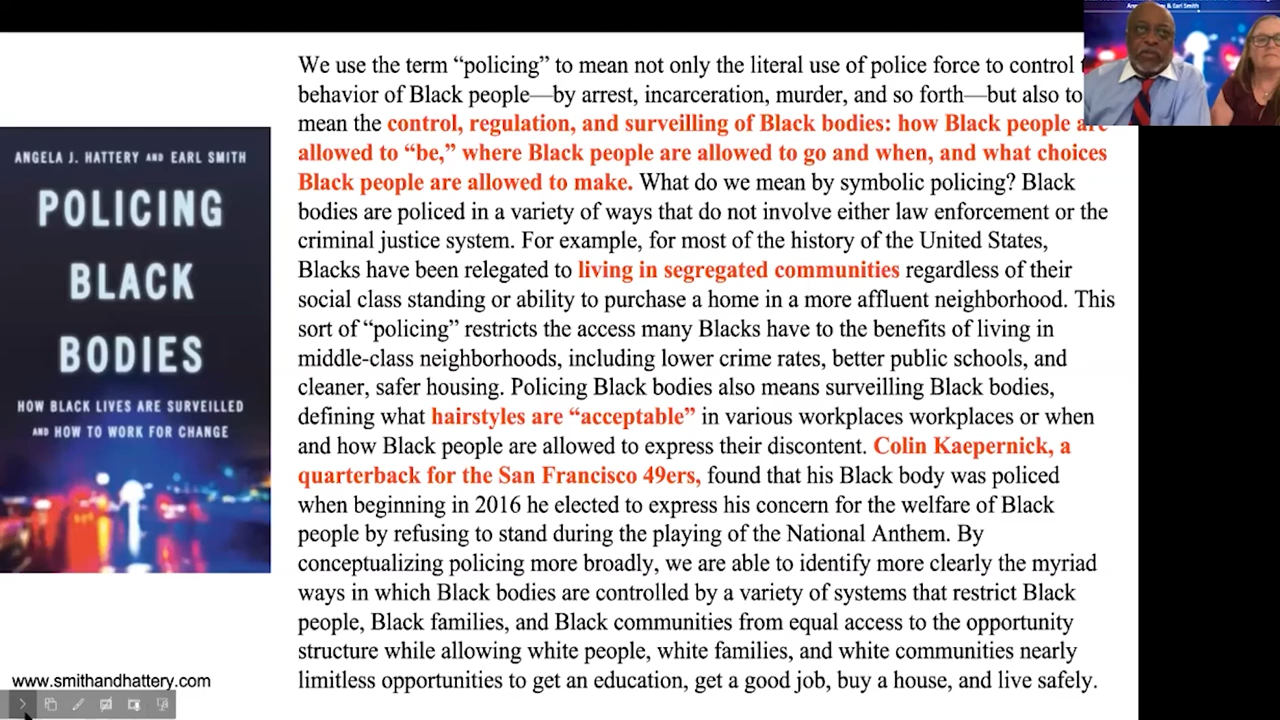 Angela Hattery & Earl Smith
We use the term “policing” to mean not only the literal use of police force to control
behavior of Black people—by arrest, incarceration, murder, and so forth—but also to
mean the control, regulation, and surveilling of Black bodies: how Black people are
allowed to “be,” where Black people are allowed to go and when, and what choices
Black people are allowed to make. What do we mean by symbolic policing? Black
bodies are policed in a variety of ways that do not involve either law enforcement or the
criminal justice system. For example, for most of the history of the United States,
Blacks have been relegated to living in segregated communities regardless of their
social class standing or ability to purchase a home in a more affluent neighborhood. This
sort of “policing” restricts the access many Blacks have to the benefits of living in
middle-class neighborhoods, including lower crime rates, better public schools, and
cleaner, safer housing. Policing Black bodies also means surveilling Black bodies,
defining what hairstyles are “acceptable” in various workplaces workplaces or when
and how Black people are allowed to express their discontent. Colin Kaepernick, a
quarterback for the San Francisco 49ers, found that his Black body was policed
when beginning in 2016 he elected to express his concern for the welfare of Black
people by refusing to stand during the playing of the National Anthem. By
conceptualizing policing more broadly, we are able to identify more clearly the myriad
ways in which Black bodies are controlled by a variety of systems that restrict Black
people, Black families, and Black communities from equal access to the opportunity
structure while allowing white people, white families, and white communities nearly
limitless opportunities to get an education, get a good job, buy a house, and live safely.
ANGELA J. HATTERY AND EARL SMITH
POLICING
BLACK
BODIES
HOW BLACK LIVES ARE SURVEILLED
AND HOW TO WORK FOR CHANGE
www.smithandhattery.com